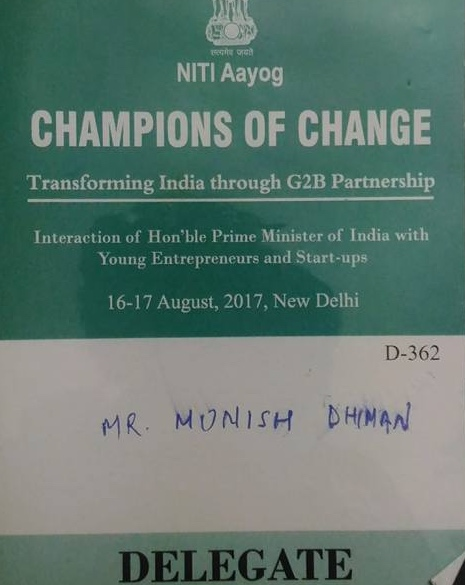 सत्यमेव जयते
NITI Aayog
CHAMPIONS OF CHANGE
Transforming India through G2B Partnership
Interaction of Hon'ble Prime Minister of India with
Young Entrepreneurs and Start-ups
16-17 August, 2017, New Delhi
D-362
MR. MUNISH DHIMAN
DELEGATE